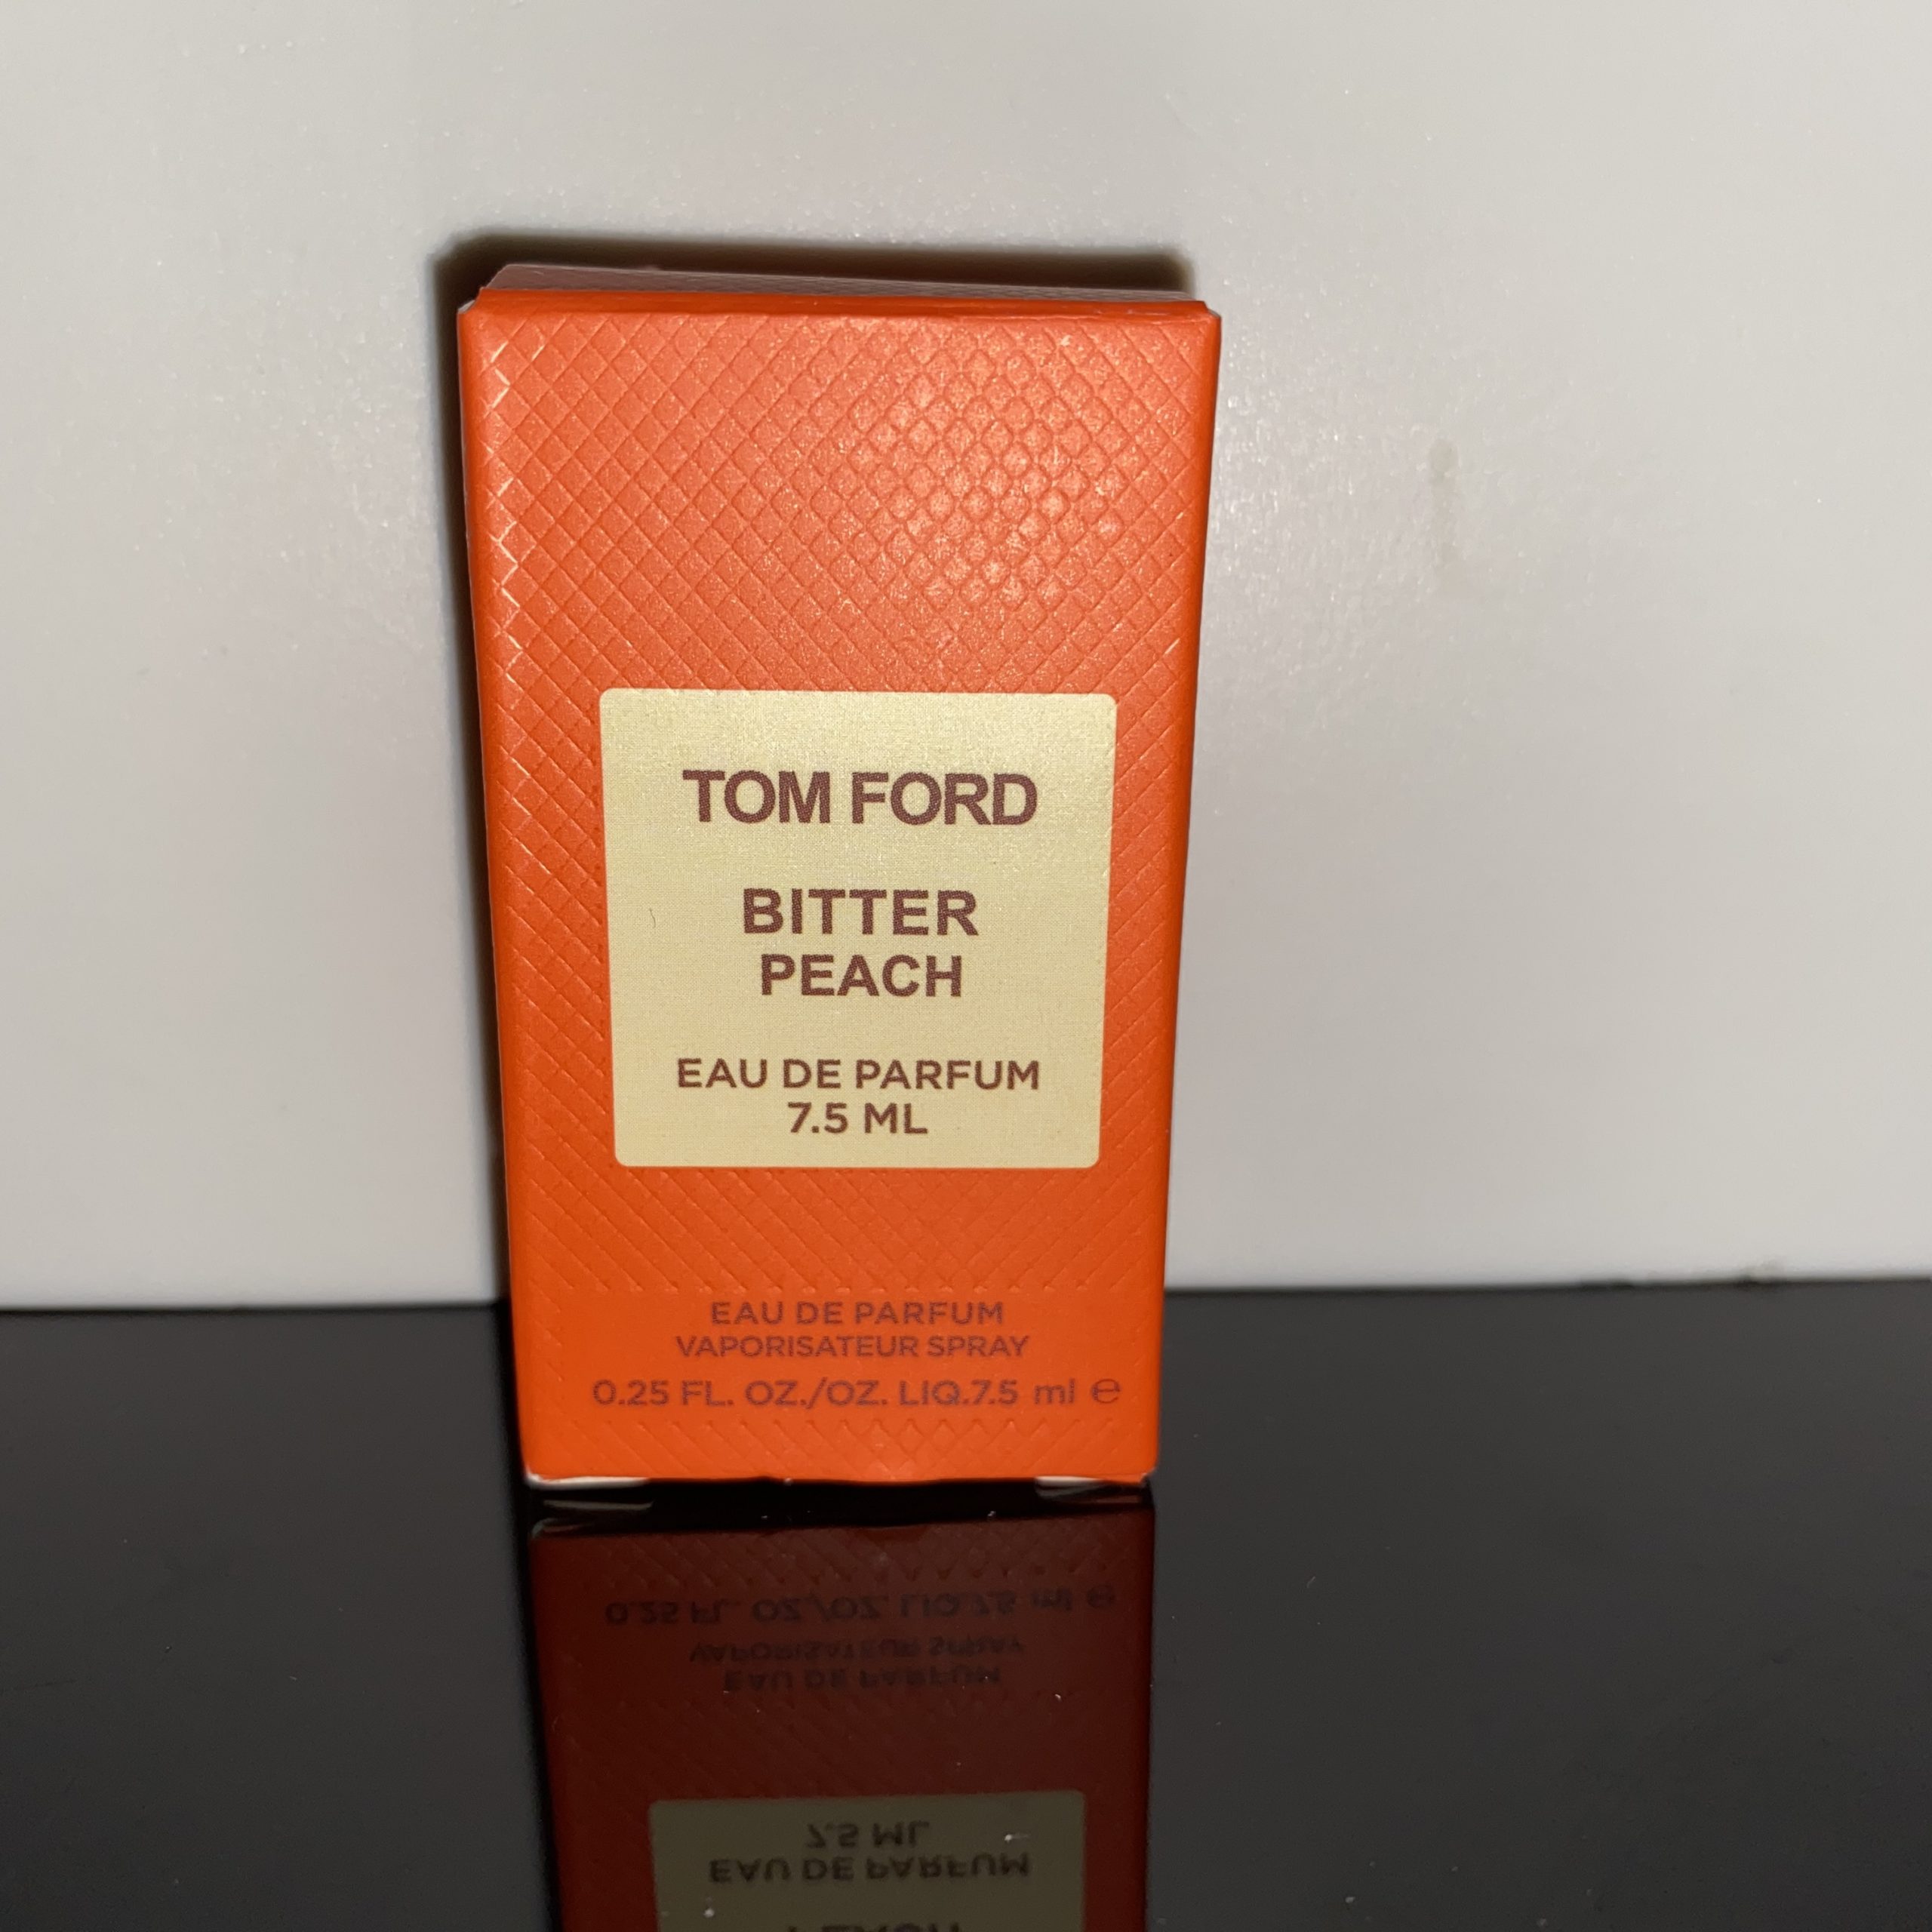 TOM FORD
BITTER
PEACH
EAU DE PARFUM
7.5 ML
EAU DE PARFUM
VAPORISATEUR SPRAY
0.25 FL. OZ./OZ. LIQ.7.5 ml ℮